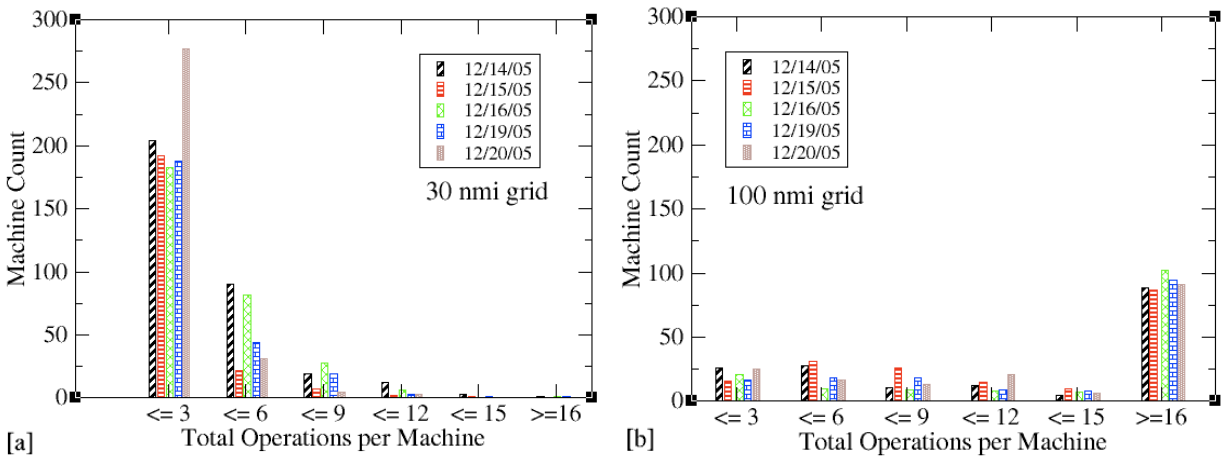 300
250
200
150
100
50
0
Machine Count
12/14/05
12/15/05
12/16/05
12/19/05
12/20/05
30 nmi grid
<= 3 <= 6 <= 9 <= 12 <= 15 >=16
Total Operations per Machine
[a]
300
250
200
150
100
50
0
Machine Count
12/14/05
12/15/05
12/16/05
12/19/05
12/20/05
100 nmi grid
<= 3 <= 6 <= 9 <= 12 <= 15 >=16
Total Operations per Machine
[b]